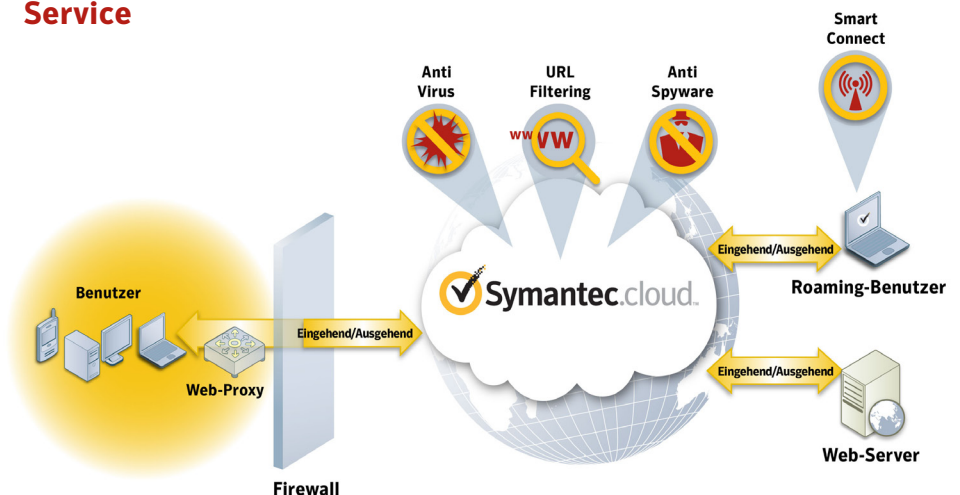 Service
Smart
Connect
Anti
Virus
URL
Filtering
Anti
Spyware
WWW
Eingehend/Ausgehend
Roaming-Benutzer
Symantec.cloud™
Benutzer
Eingehend/Ausgehend
Web-Proxy
Eingehend/Ausgehend
Web-Server
Firewall